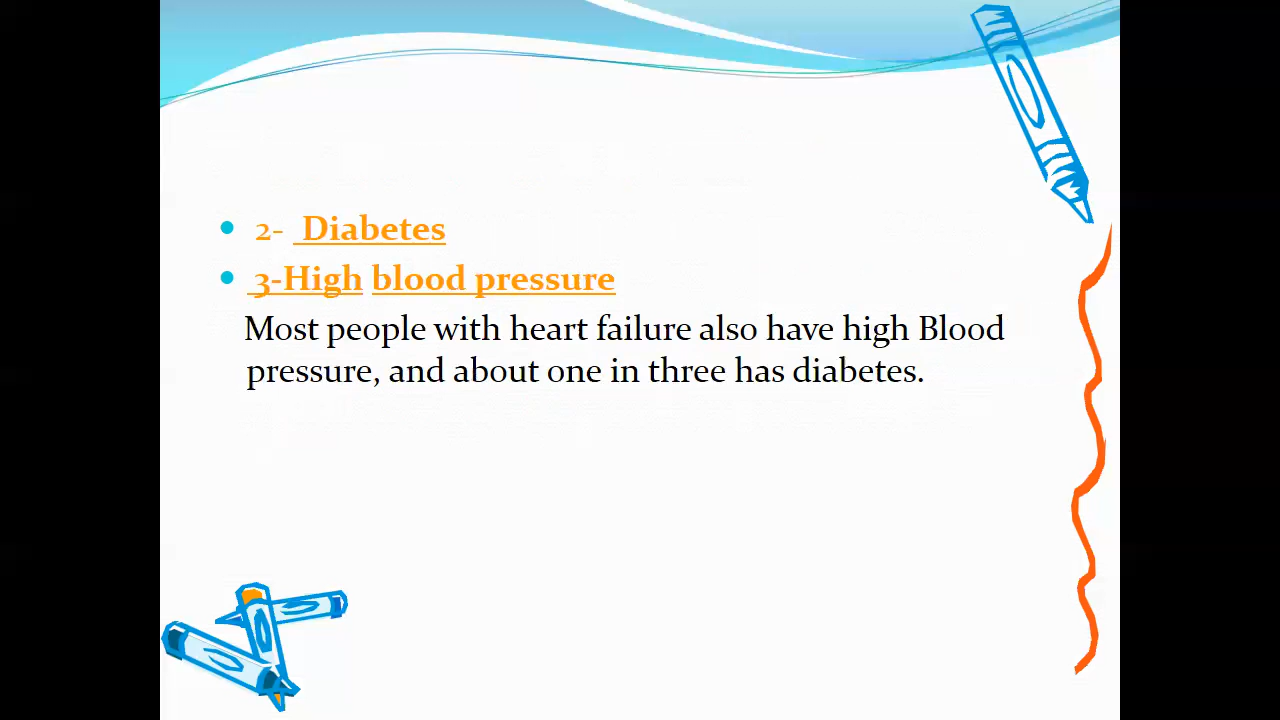 2- Diabetes
3-High blood pressure
Most people with heart failure also have high Blood
pressure, and about one in three has diabetes.